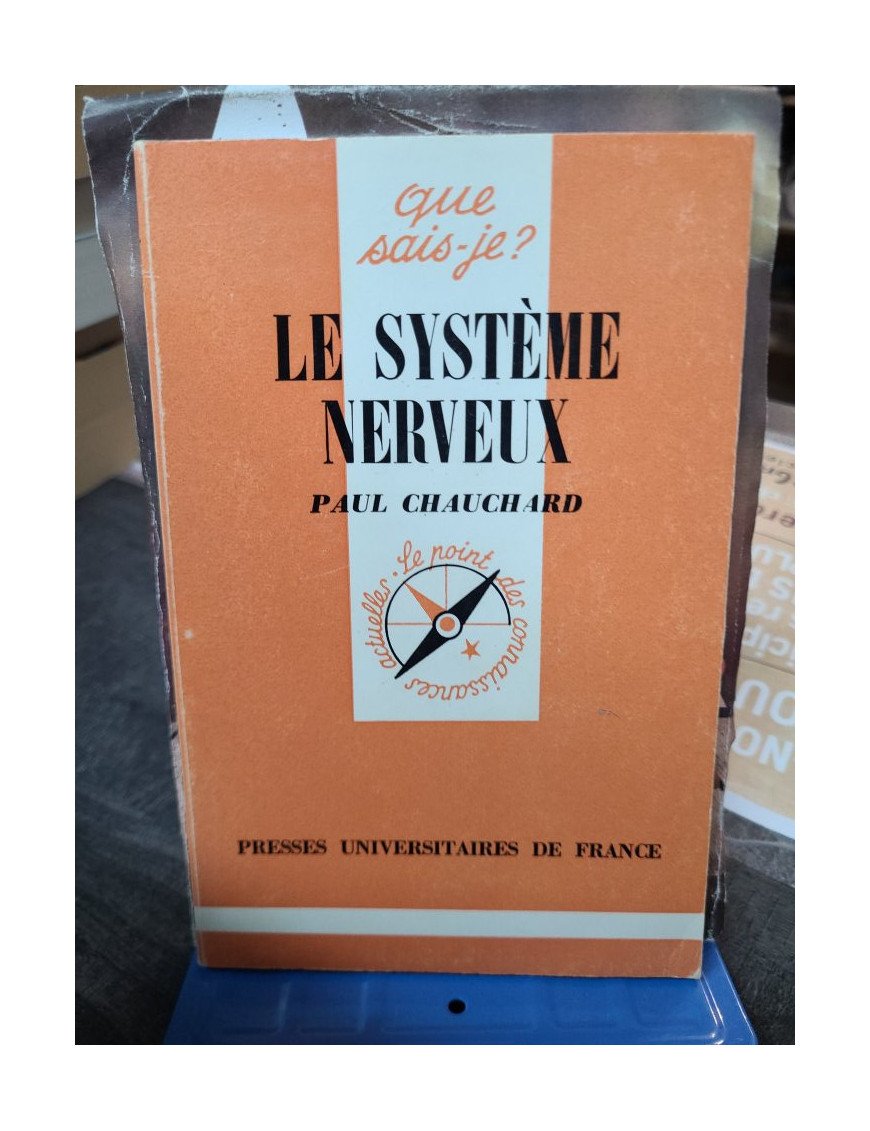 que
sais-je?
LE SYSTÈME
NERVEUX
PAUL CHAUCHARD
Le point des connaissances actuelles.
PRESSES UNIVERSITAIRES DE FRANCE